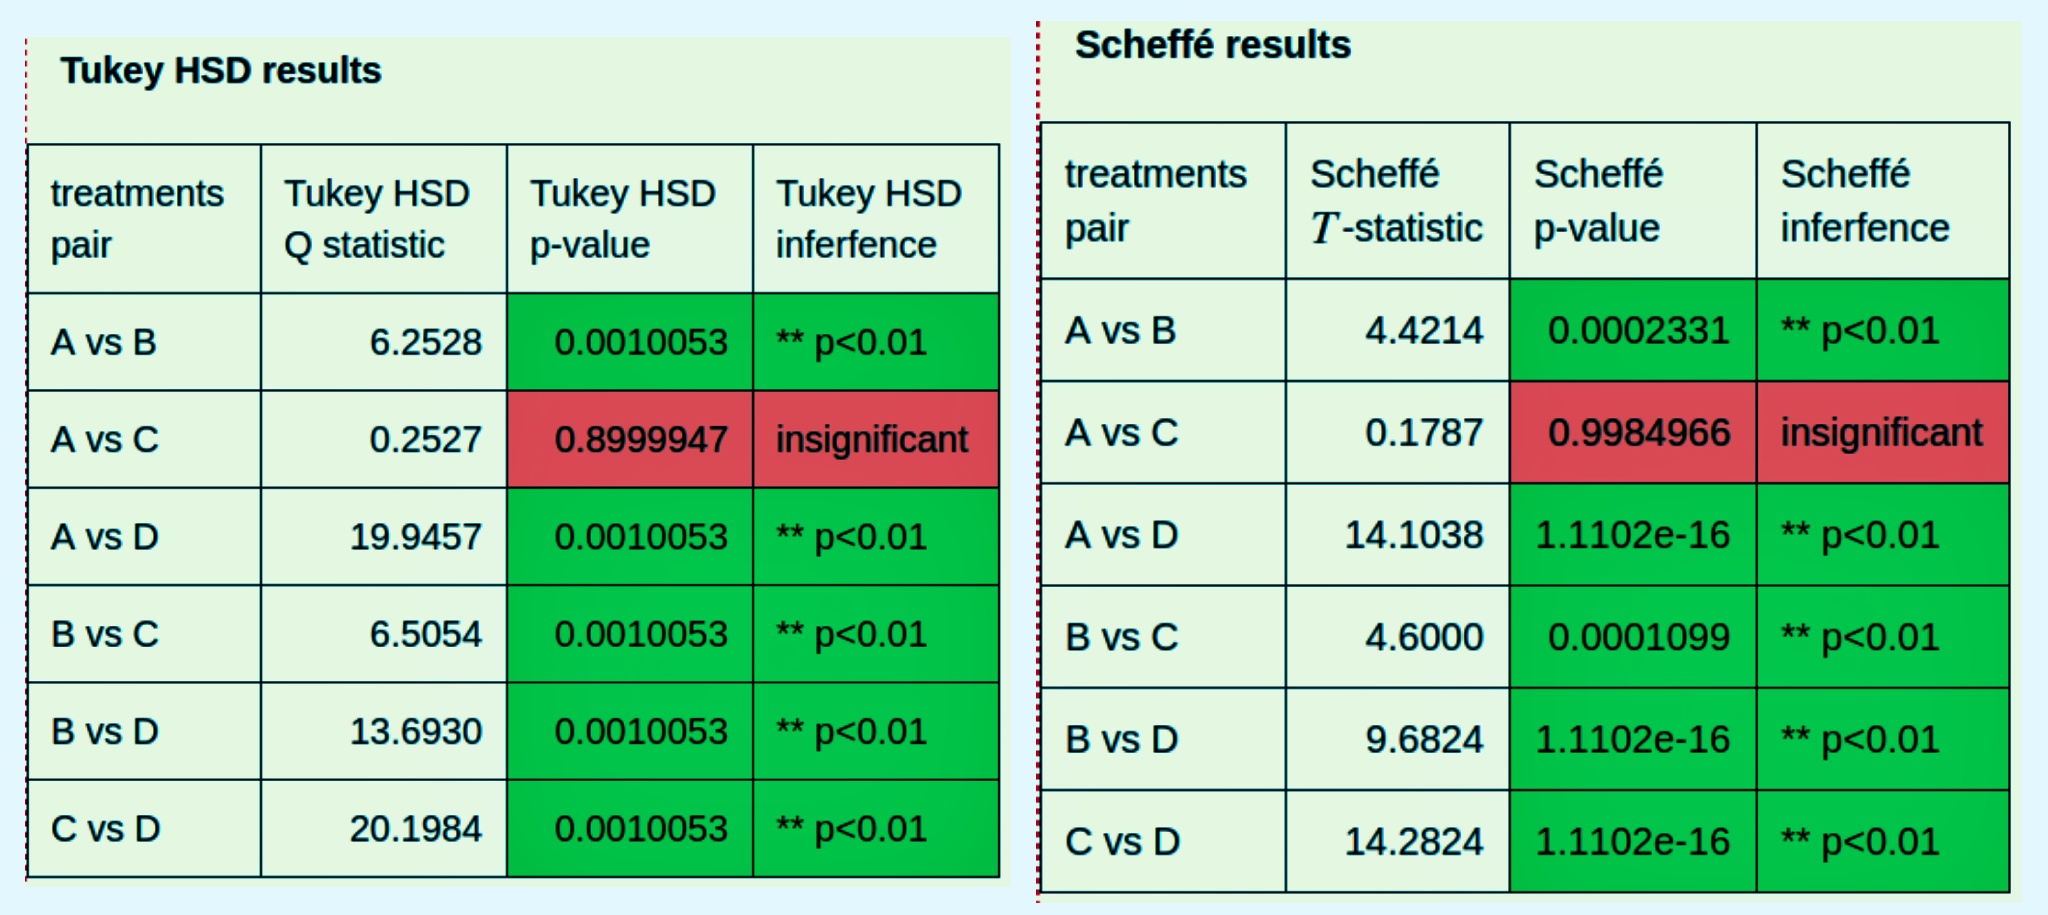 Tukey HSD results
treatments pair | Tukey HSD Q statistic | Tukey HSD p-value | Tukey HSD inferfence
A vs B | 6.2528 | 0.0010053 | ** p<0.01
A vs C | 0.2527 | 0.8999947 | insignificant
A vs D | 19.9457 | 0.0010053 | ** p<0.01
B vs C | 6.5054 | 0.0010053 | ** p<0.01
B vs D | 13.6930 | 0.0010053 | ** p<0.01
C vs D | 20.1984 | 0.0010053 | ** p<0.01
Scheffé results
treatments pair | Scheffé T-statistic | Scheffé p-value | Scheffé inferfence
A vs B | 4.4214 | 0.0002331 | ** p<0.01
A vs C | 0.1787 | 0.9984966 | insignificant
A vs D | 14.1038 | 1.1102e-16 | ** p<0.01
B vs C | 4.6000 | 0.0001099 | ** p<0.01
B vs D | 9.6824 | 1.1102e-16 | ** p<0.01
C vs D | 14.2824 | 1.1102e-16 | ** p<0.01